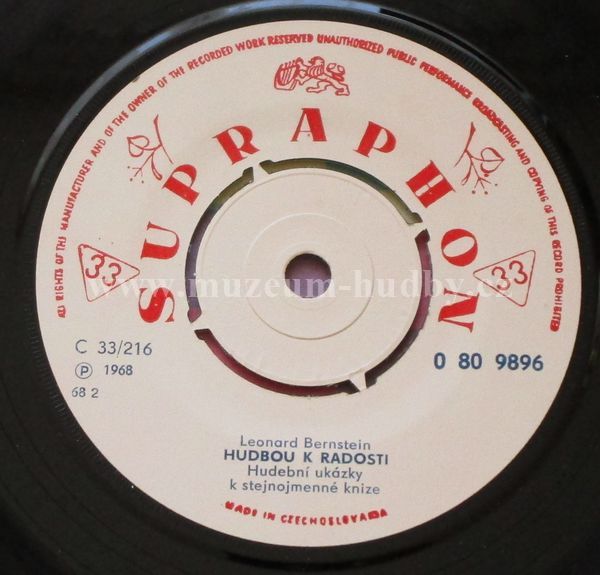 ALL RIGHTS OF THE MANUFACTURER AND OF THE OWNER OF THE RECORDED WORK RESERVED UNAUTHORIZED PUBLIC PERFORMANCE BROADCASTING AND COPYING OF THIS RECORD PROHIBITED
SUPRAPHON
33
33
www.muzeum-hudby.cz
C 33/216
0 80 9896
Ⓟ 1968
68 2
Leonard Bernstein
HUDBOU K RADOSTI
Hudební ukázky
k stejnojmenné knize
MADE IN CZECHOSLOVAKIA